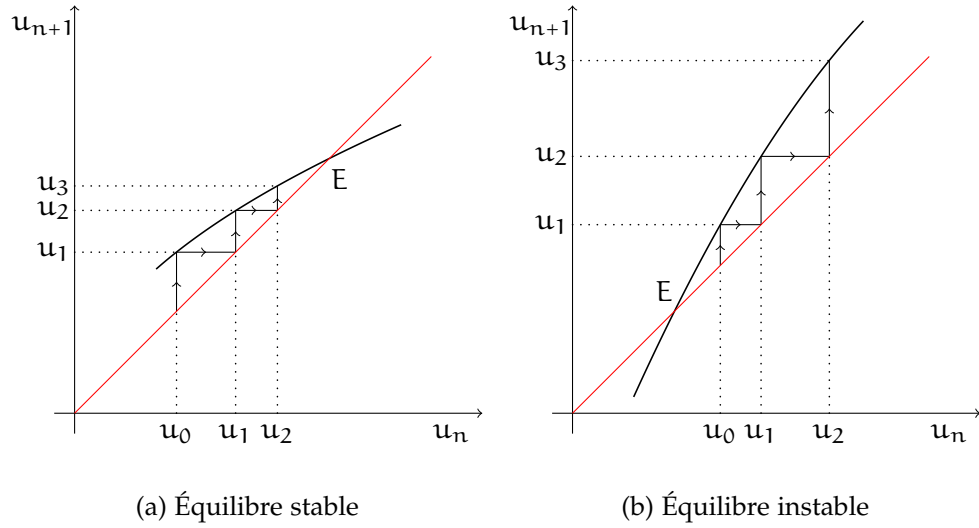 u_{n+1}
u_3
u_2
u_1
E
u_0 u_1 u_2 u_n
(a) Équilibre stable
u_{n+1}
u_3
u_2
u_1
E
u_0 u_1 u_2 u_n
(b) Équilibre instable